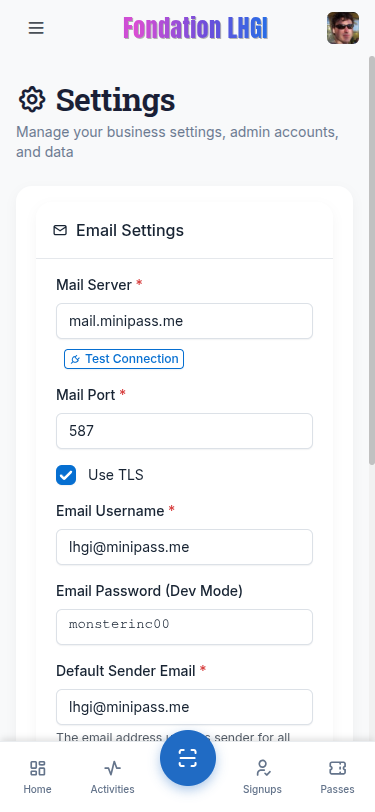 Fondation LHGI
Settings
Manage your business settings, admin accounts,
and data
Email Settings
Mail Server *
mail.minipass.me
Test Connection
Mail Port *
587
Use TLS
Email Username *
lhgi@minipass.me
Email Password (Dev Mode)
monsterinc00
Default Sender Email *
lhgi@minipass.me
The email address sender for all
Home
Activities
Signups
Passes